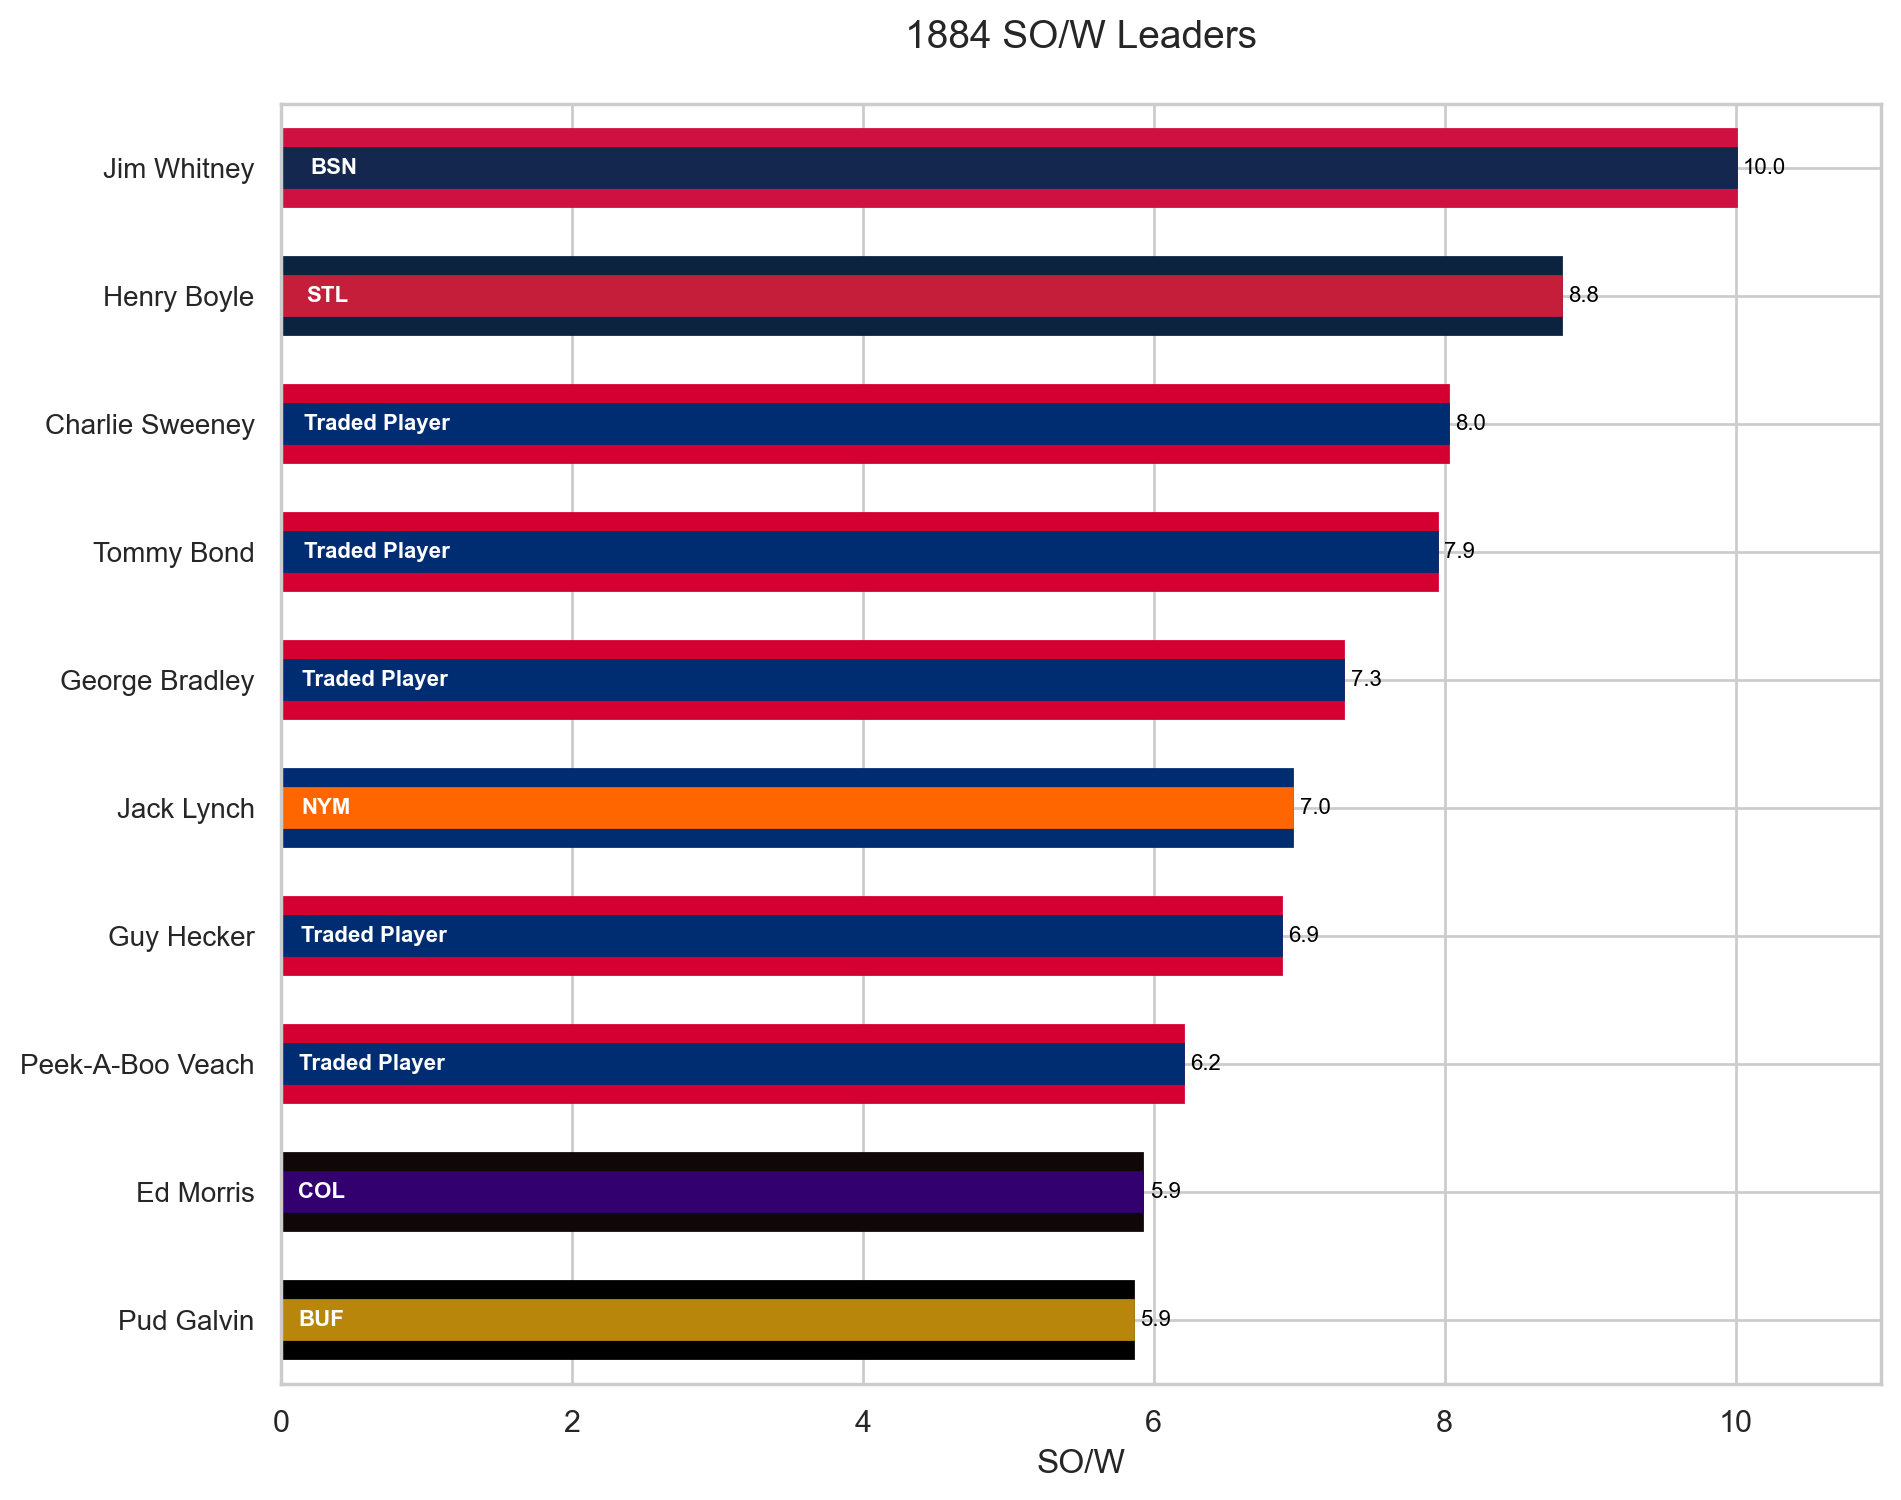 1884 SO/W Leaders
Jim Whitney BSN 10.0
Henry Boyle STL 8.8
Charlie Sweeney Traded Player 8.0
Tommy Bond Traded Player 7.9
George Bradley Traded Player 7.3
Jack Lynch NYM 7.0
Guy Hecker Traded Player 6.9
Peek-A-Boo Veach Traded Player 6.2
Ed Morris COL 5.9
Pud Galvin BUF 5.9
0 2 4 6 8 10
SO/W